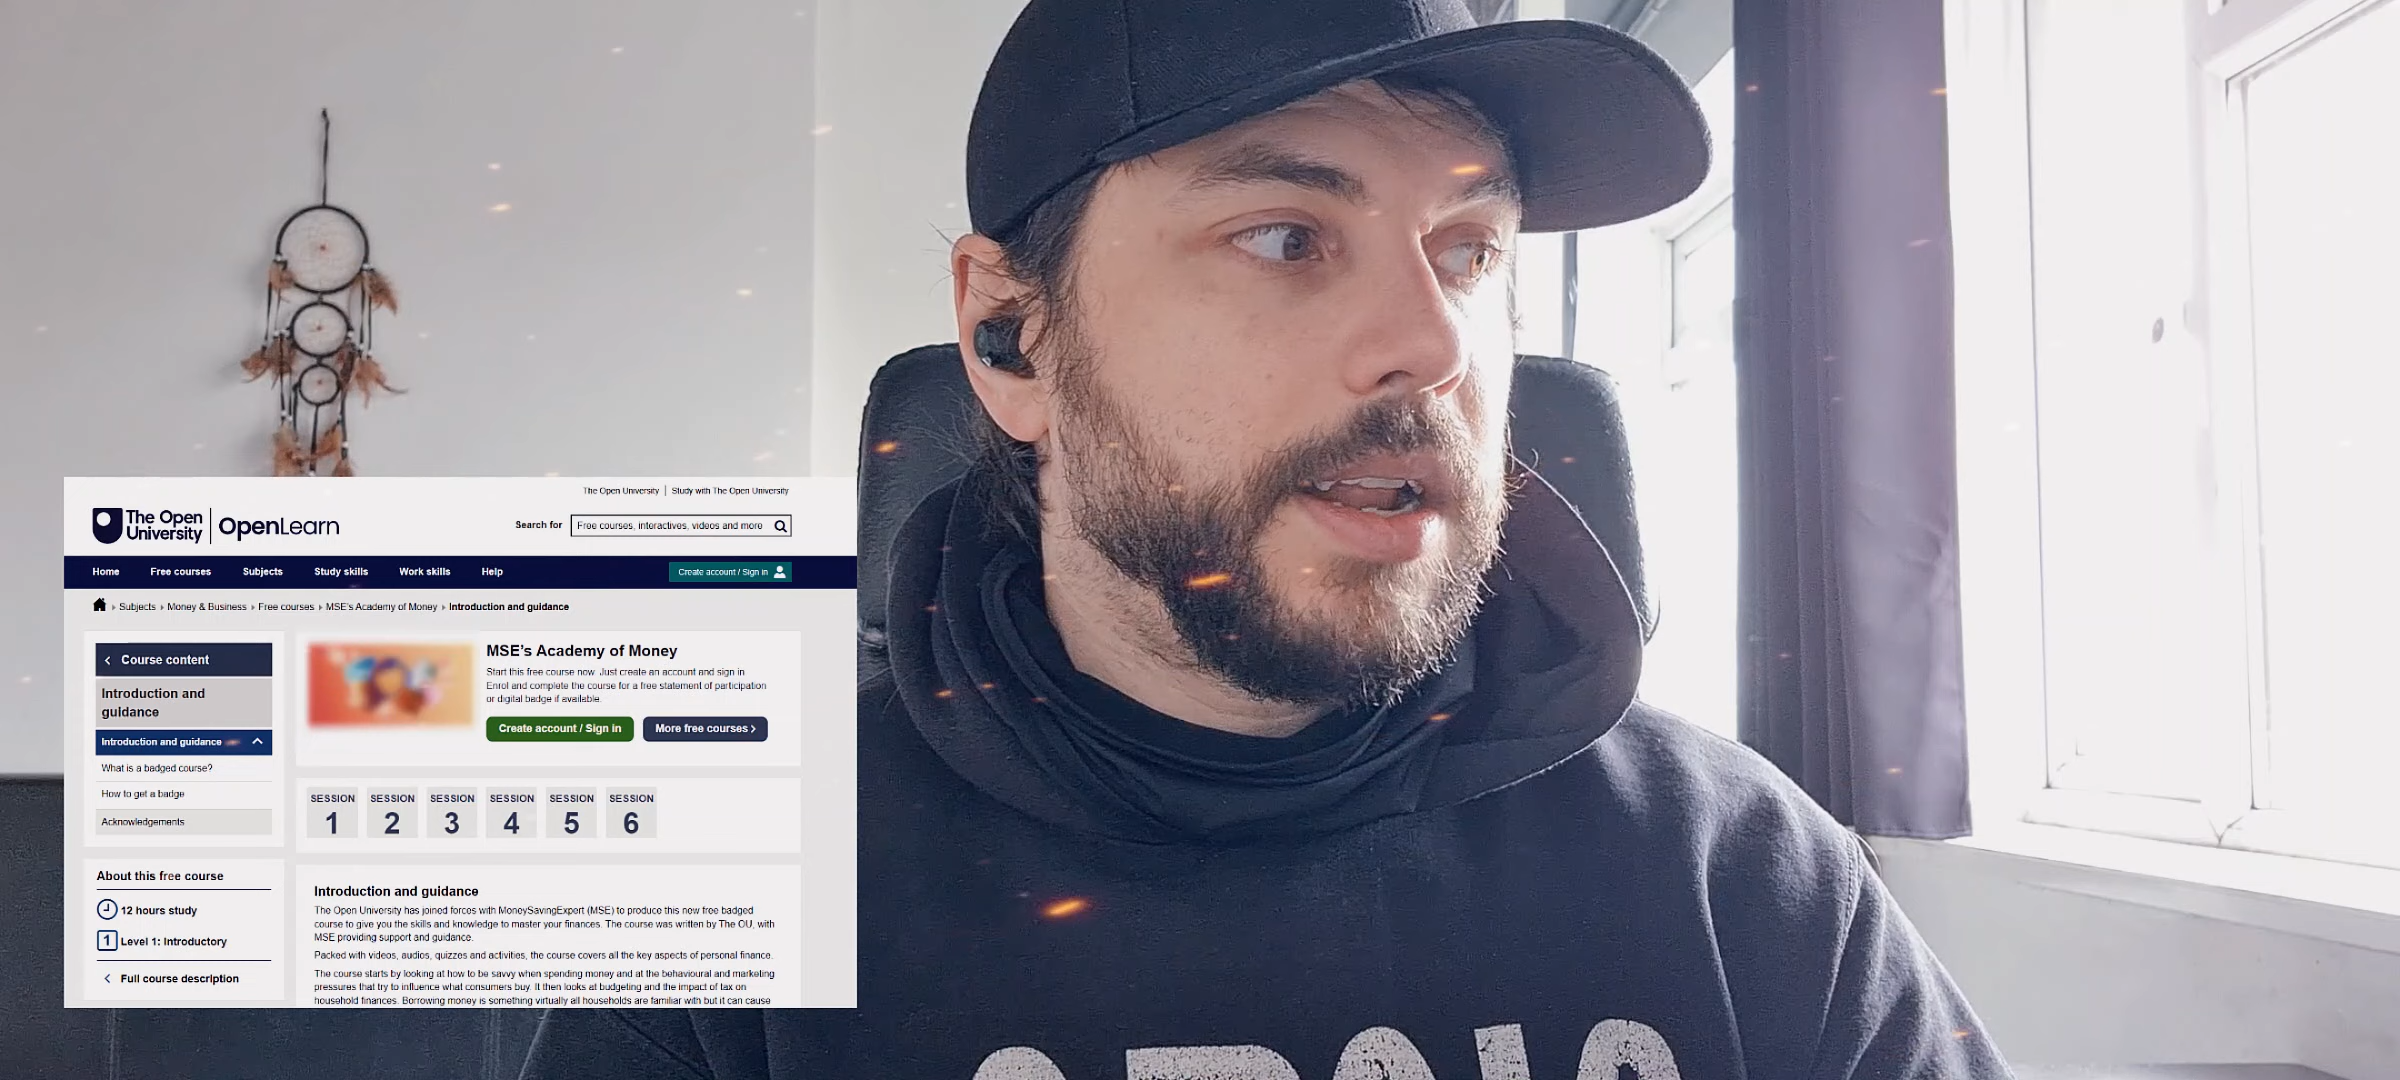 The Open University | Study with The Open University
The Open
University
OpenLearn
Search for
Free courses, interactives, videos and more
Home
Free courses
Subjects
Study skills
Work skills
Help
Create account / Sign in
Subjects
Money & Business
Free courses
MSE's Academy of Money
Introduction and guidance
Course content
Introduction and
guidance
Introduction and guidance
What is a badged course?
How to get a badge
Acknowledgements
About this free course
12 hours study
1
Level 1: Introductory
Full course description
MSE's Academy of Money
Start this free course now. Just create an account and sign in
Enrol and complete the course for a free statement of participation
or digital badge if available.
Create account / Sign in
More free courses
SESSION
1
SESSION
2
SESSION
3
SESSION
4
SESSION
5
SESSION
6
Introduction and guidance
The Open University has joined forces with MoneySavingExpert (MSE) to produce this new free badged
course to give you the skills and knowledge to master your finances. The course was written by The OU, with
MSE providing support and guidance.
Packed with videos, audios, quizzes and activities, the course covers all the key aspects of personal finance.
The course starts by looking at how to be savvy when spending money and at the behavioural and marketing
pressures that try to influence what consumers buy. It then looks at budgeting and the impact of tax on
household finances. Borrowing money is something virtually all households are familiar with but it can cause